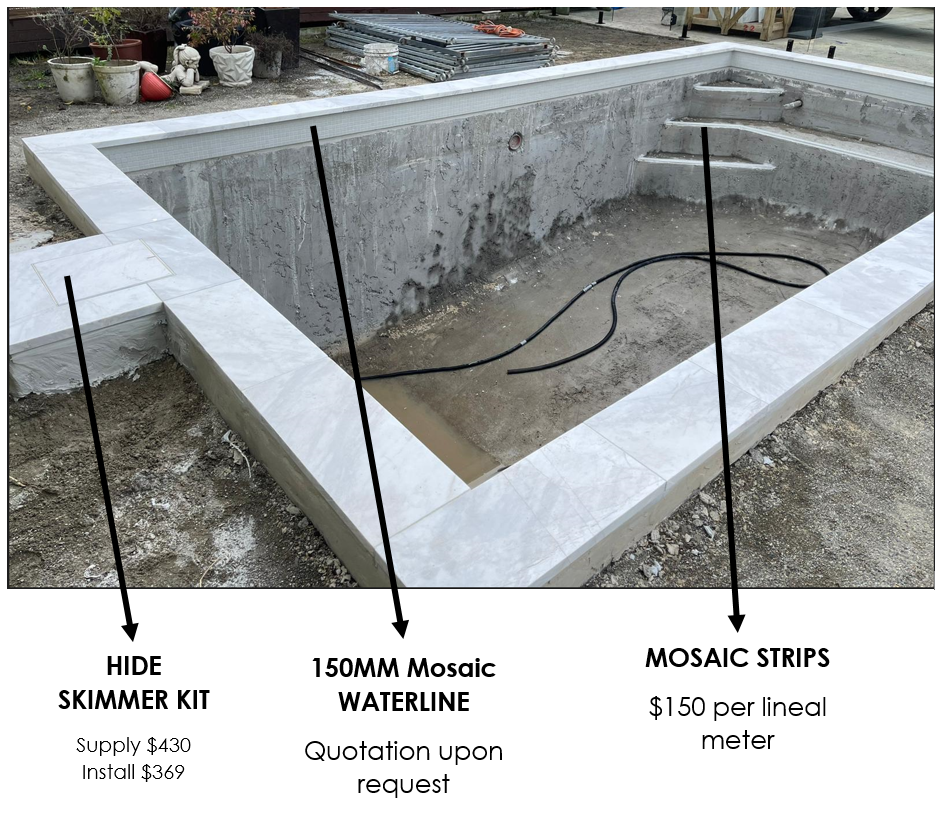 HIDE
SKIMMER KIT
Supply $430
Install $369
150MM Mosaic
WATERLINE
Quotation upon
request
MOSAIC STRIPS
$150 per lineal
meter